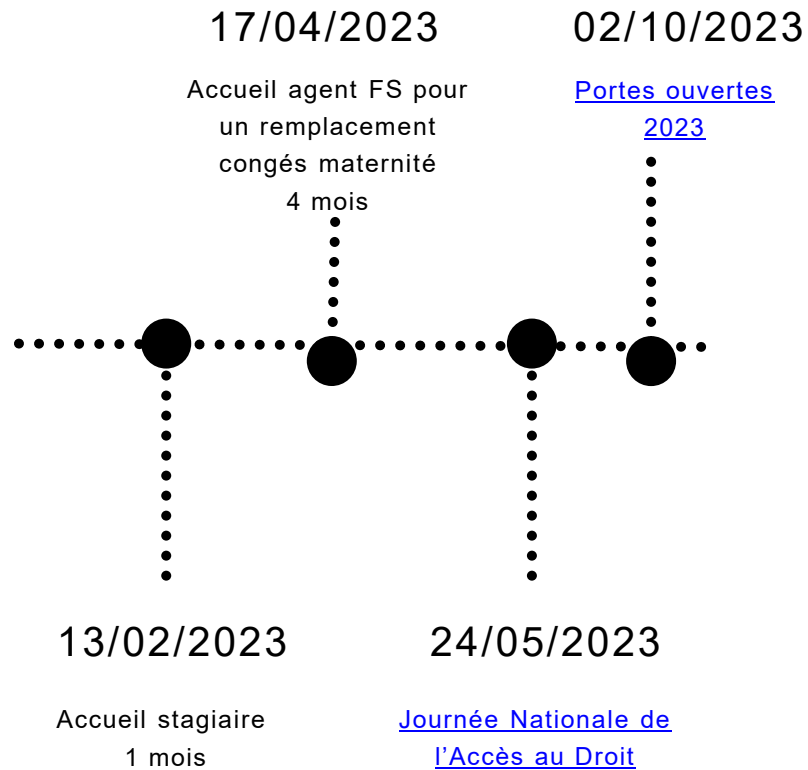 17/04/2023
Accueil agent FS pour
un remplacement
congés maternité
4 mois
02/10/2023
Portes ouvertes
2023
13/02/2023
Accueil stagiaire
1 mois
24/05/2023
Journée Nationale de
l'Accès au Droit